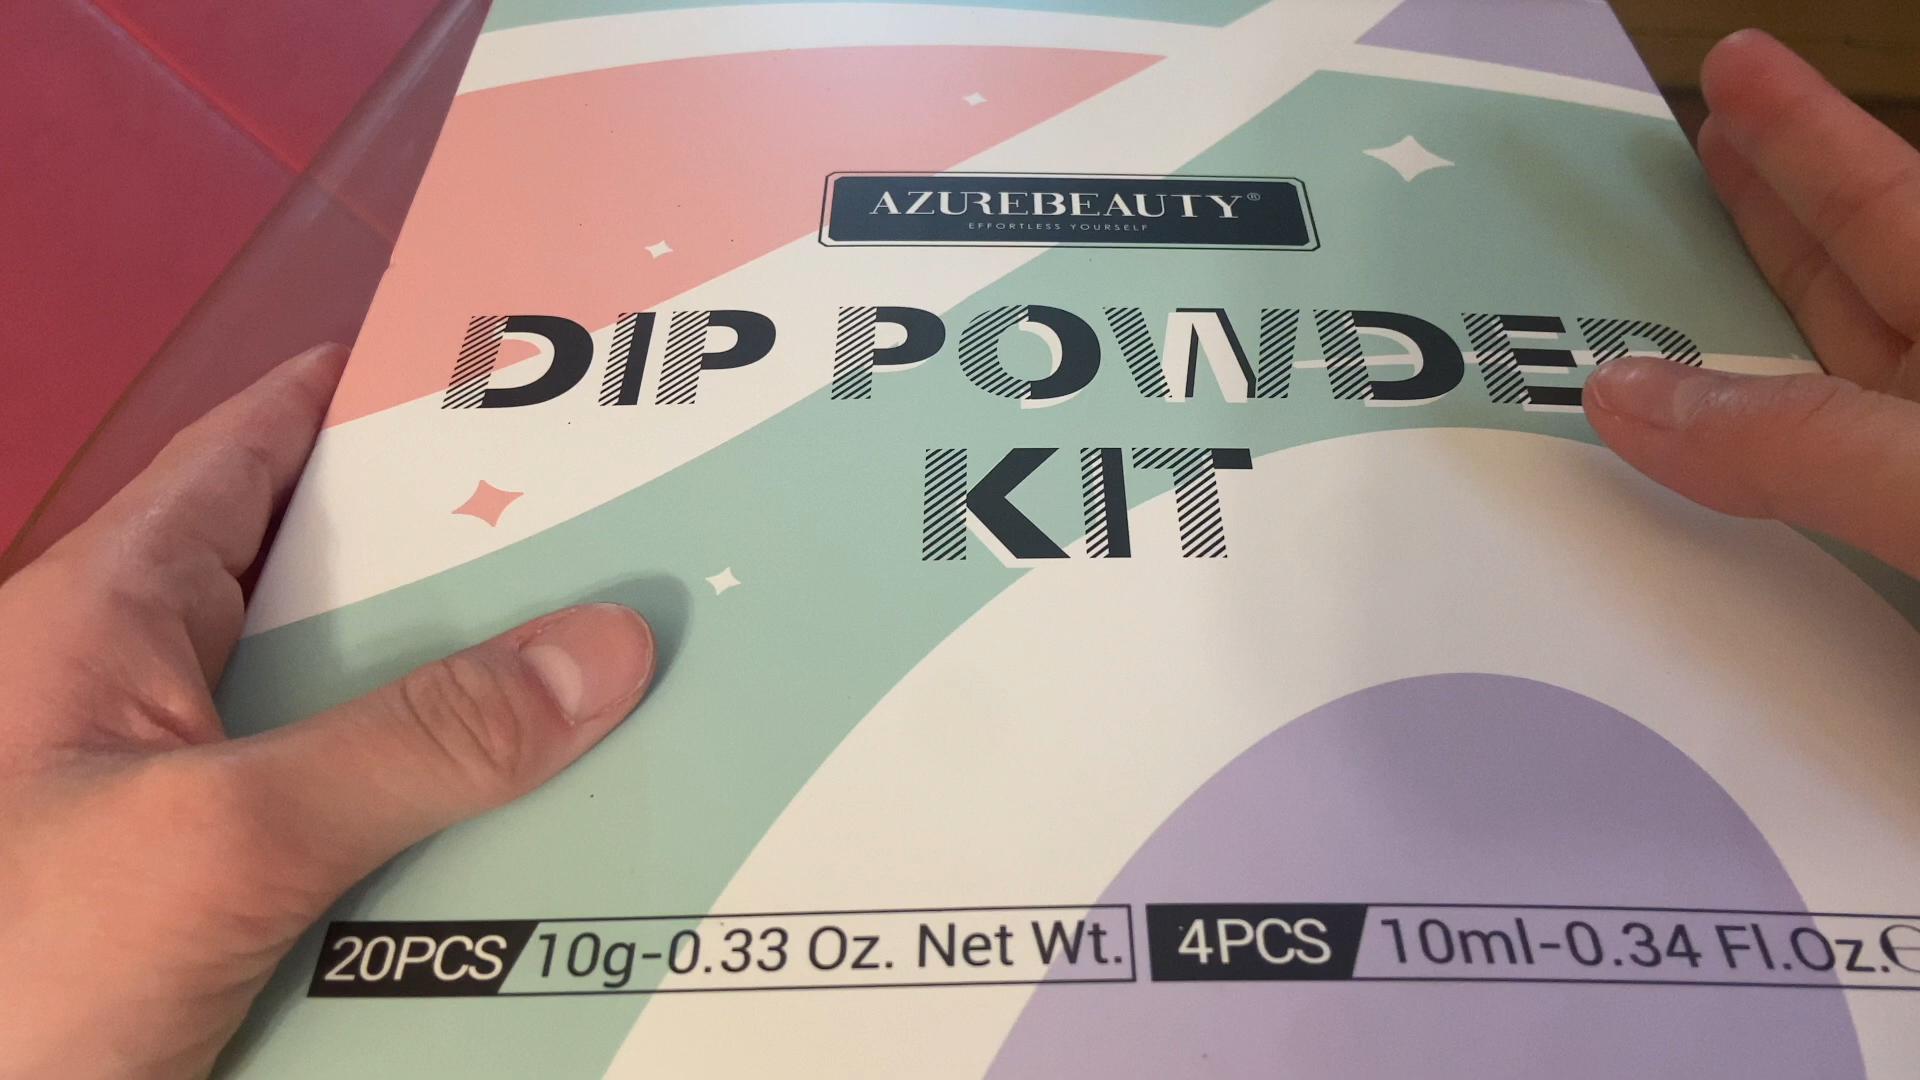 AZUREBEAUTY®
EFFORTLESS YOURSELF
DIP POWDER
KIT
20PCS 10g-0.33 Oz. Net Wt. 4PCS 10ml-0.34 Fl.Oz.℮